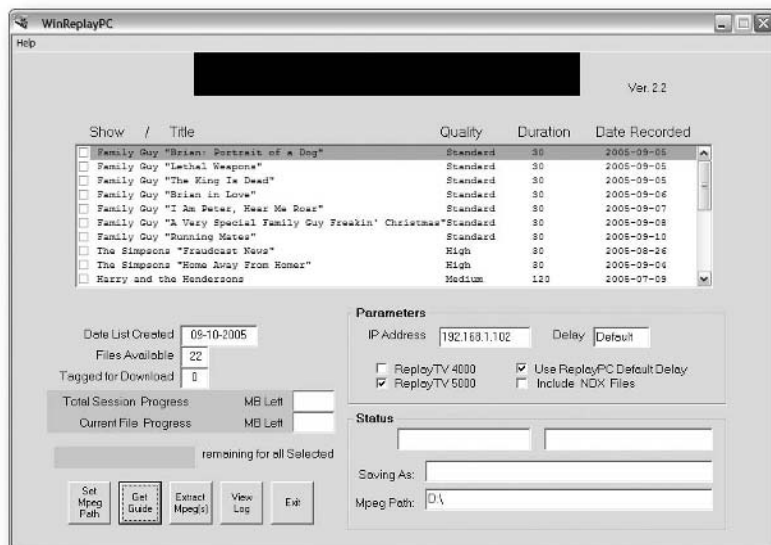 WinReplayPC
Help
Ver. 2.2
Show / Title Quality Duration Date Recorded
Family Guy "Brian: Portrait of a Dog" Standard 30 2005-09-05
Family Guy "Lethal Weapons" Standard 30 2005-09-05
Family Guy "The King Is Dead" Standard 30 2005-09-05
Family Guy "Brian in Love" Standard 30 2005-09-06
Family Guy "I Am Peter, Hear Me Roar" Standard 30 2005-09-07
Family Guy "A Very Special Family Guy Freakin' Christmas" Standard 30 2005-09-08
Family Guy "Running Mates" Standard 30 2005-09-10
The Simpsons "Fraudcast News" High 30 2005-08-26
The Simpsons "Home Away From Homer" High 30 2005-09-04
Harry and the Hendersons Medium 120 2005-07-09
Date List Created 09-10-2005
Files Available 22
Tagged for Download 0
Total Session Progress MB Left
Current File Progress MB Left
remaining for all Selected
Set Mpeg Path
Get Guide
Extract Mpeg(s)
View Log
Exit
Parameters
IP Address 192.168.1.102 Delay Default
ReplayTV 4000 Use ReplayPC Default Delay
ReplayTV 5000 Include NDX Files
Status
Saving As:
Mpeg Path: D:\